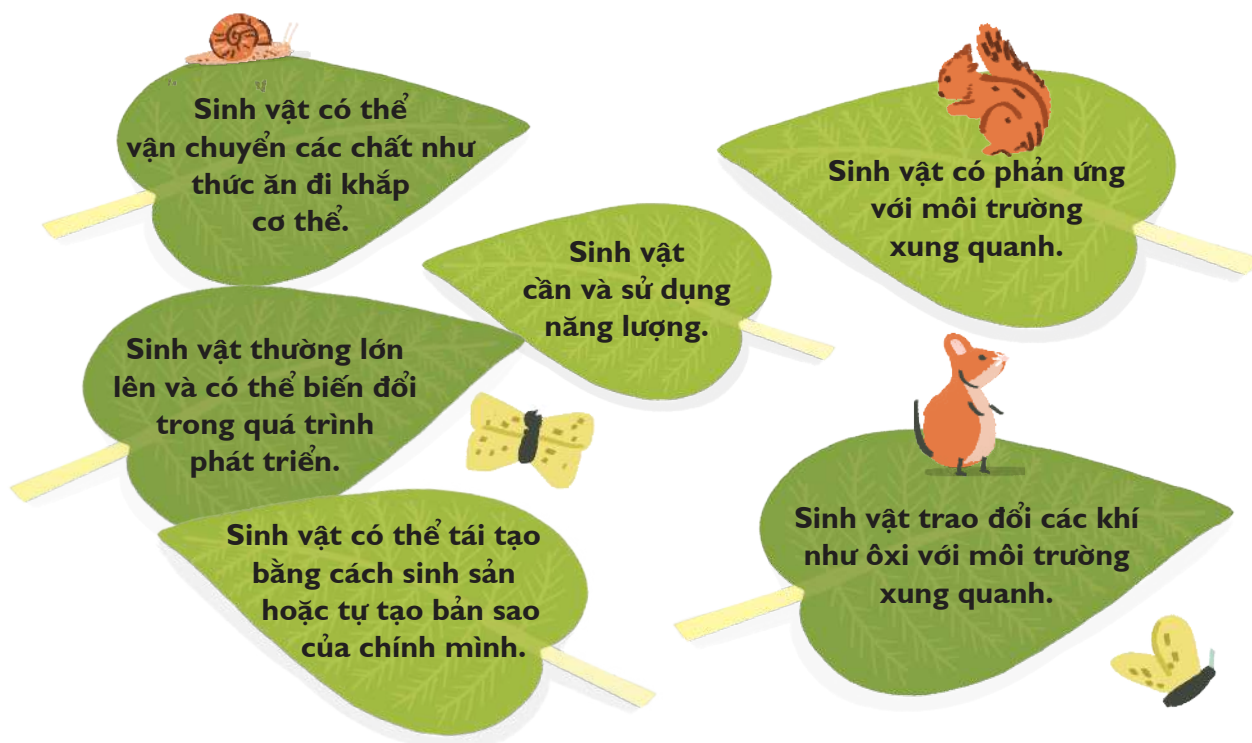 Sinh vật có thể
vận chuyển các chất như
thức ăn đi khắp
cơ thể.
Sinh vật có phản ứng
với môi trường
xung quanh.
Sinh vật
cần và sử dụng
năng lượng.
Sinh vật thường lớn
lên và có thể biến đổi
trong quá trình
phát triển.
Sinh vật trao đổi các khí
như ôxi với môi trường
xung quanh.
Sinh vật có thể tái tạo
bằng cách sinh sản
hoặc tự tạo bản sao
của chính mình.